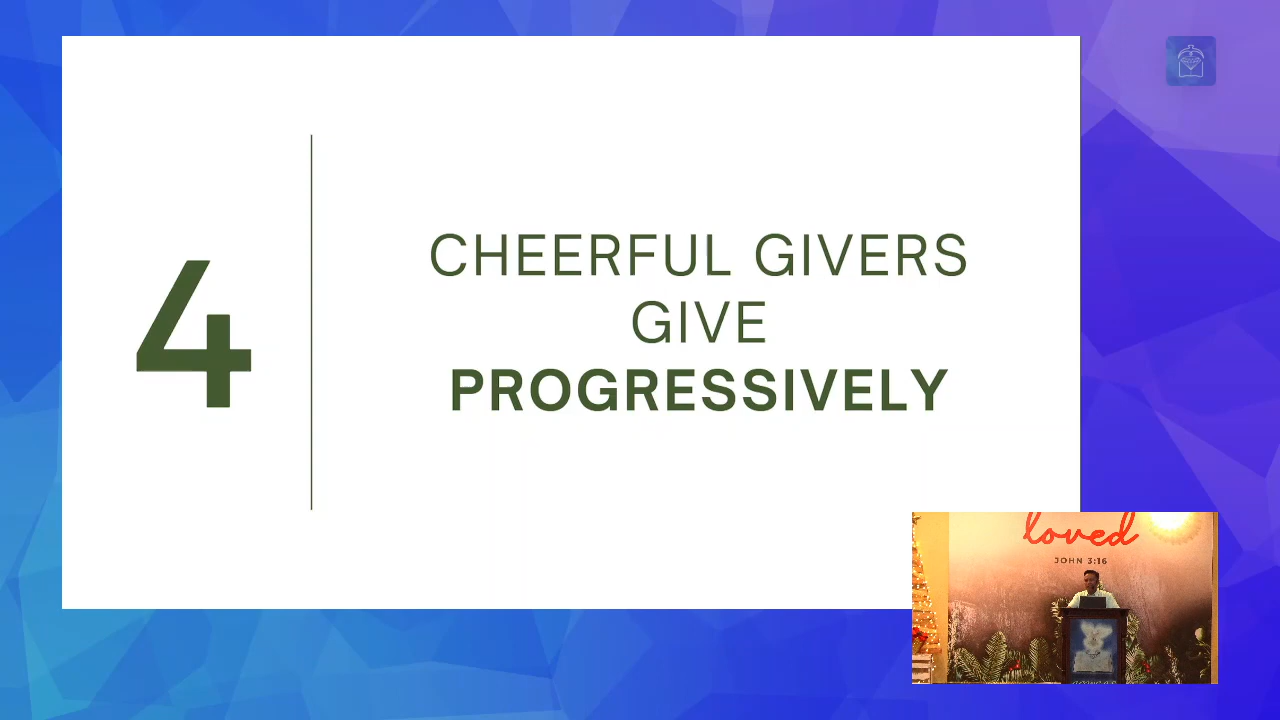 4
CHEERFUL GIVERS
GIVE
PROGRESSIVELY
loved
JOHN 3:16